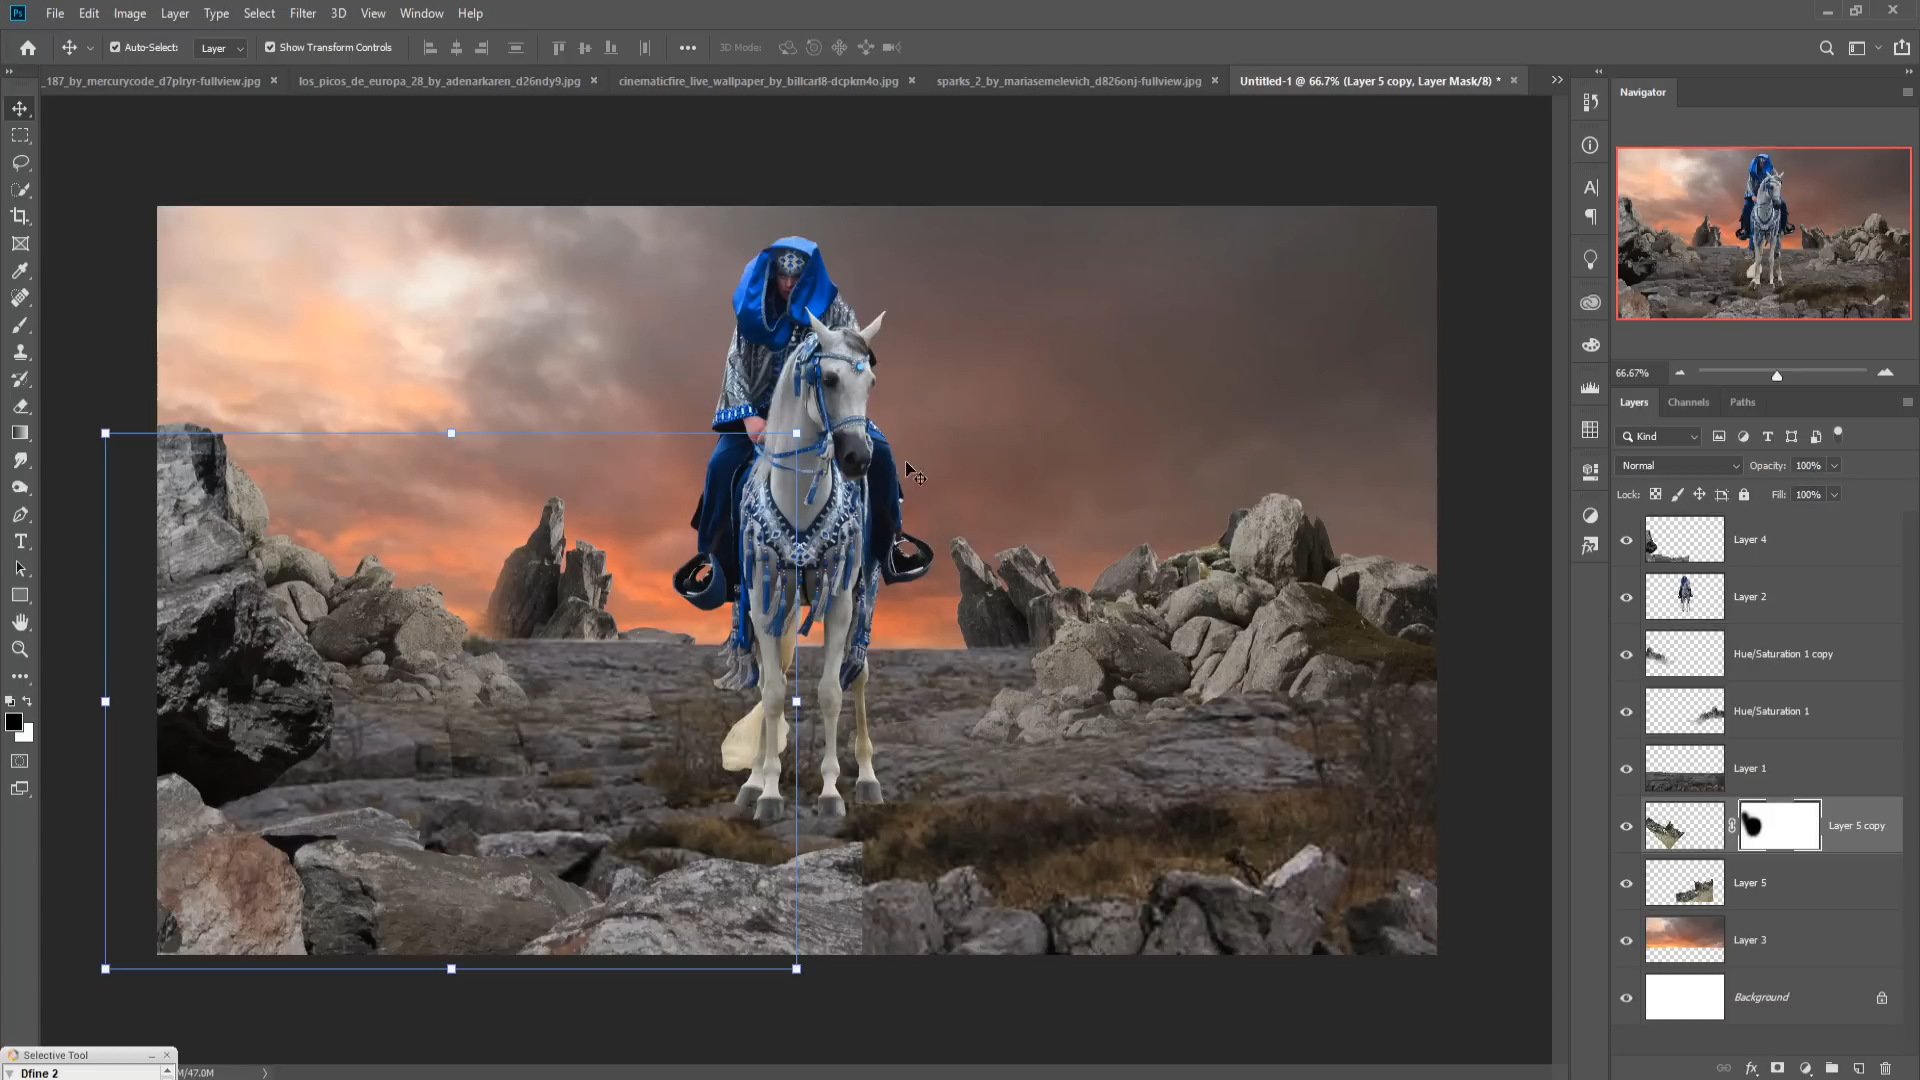 Ps File Edit Image Layer Type Select Filter 3D View Window Help
Auto-Select: Layer Show Transform Controls 3D Mode:
_187_by_mercurycode_d7plryr-fullview.jpg × los_picos_de_europa_28_by_adenarkaren_d26ndy9.jpg × cinematicfire_live_wallpaper_by_billcarl8-dcpkm4o.jpg × sparks_2_by_mariasemelevich_d826onj-fullview.jpg × Untitled-1 @ 66.7% (Layer 5 copy, Layer Mask/8) * ×
Navigator
66.67%
Layers Channels Paths
Kind
Normal Opacity: 100%
Lock: Fill: 100%
Layer 4
Layer 2
Hue/Saturation 1 copy
Hue/Saturation 1
Layer 1
Layer 5 copy
Layer 5
Layer 3
Background
Selective Tool
Dfine 2
M/47.0M